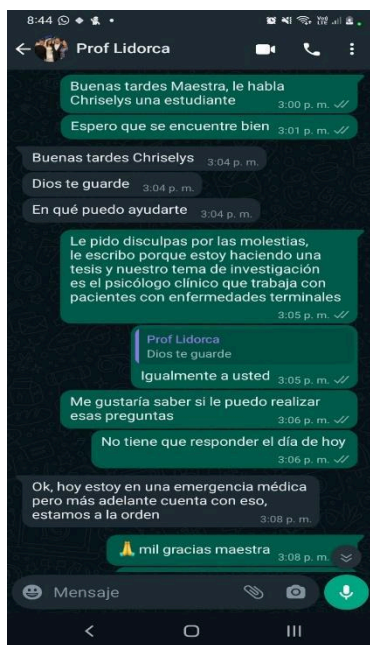 8:44
Prof Lidorca
Buenas tardes Maestra, le habla
Chriselys una estudiante
3:00 p. m.
Espero que se encuentre bien 3:01 p. m.
Buenas tardes Chriselys 3:04 p. m.
Dios te guarde 3:04 p. m.
En qué puedo ayudarte 3:04 p. m.
Le pido disculpas por las molestias,
le escribo porque estoy haciendo una
tesis y nuestro tema de investigación
es el psicólogo clínico que trabaja con
pacientes con enfermedades terminales
3:05 p. m.
Prof Lidorca
Dios te guarde
Igualmente a usted 3:05 p. m.
Me gustaría saber si le puedo realizar
esas preguntas
3:06 p. m.
No tiene que responder el día de hoy
3:06 p. m.
Ok, hoy estoy en una emergencia médica
pero más adelante cuenta con eso,
estamos a la orden
3:08 p. m.
🙏 mil gracias maestra 3:08 p. m.
Mensaje